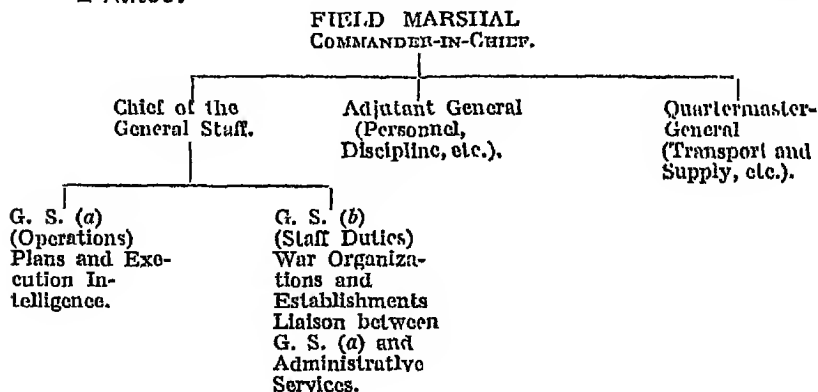 FIELD MARSHAL
COMMANDER-IN-CHIEF.
Chief of the
General Staff.
Adjutant General
(Personnel,
Discipline, etc.).
Quartermaster-
General
(Transport and
Supply, etc.).
G. S. (a)
(Operations)
Plans and Exe-
cution In-
telligence.
G. S. (b)
(Staff Duties)
War Organiza-
tions and
Establishments
Liaison between
G. S. (a) and
Administrative
Services.